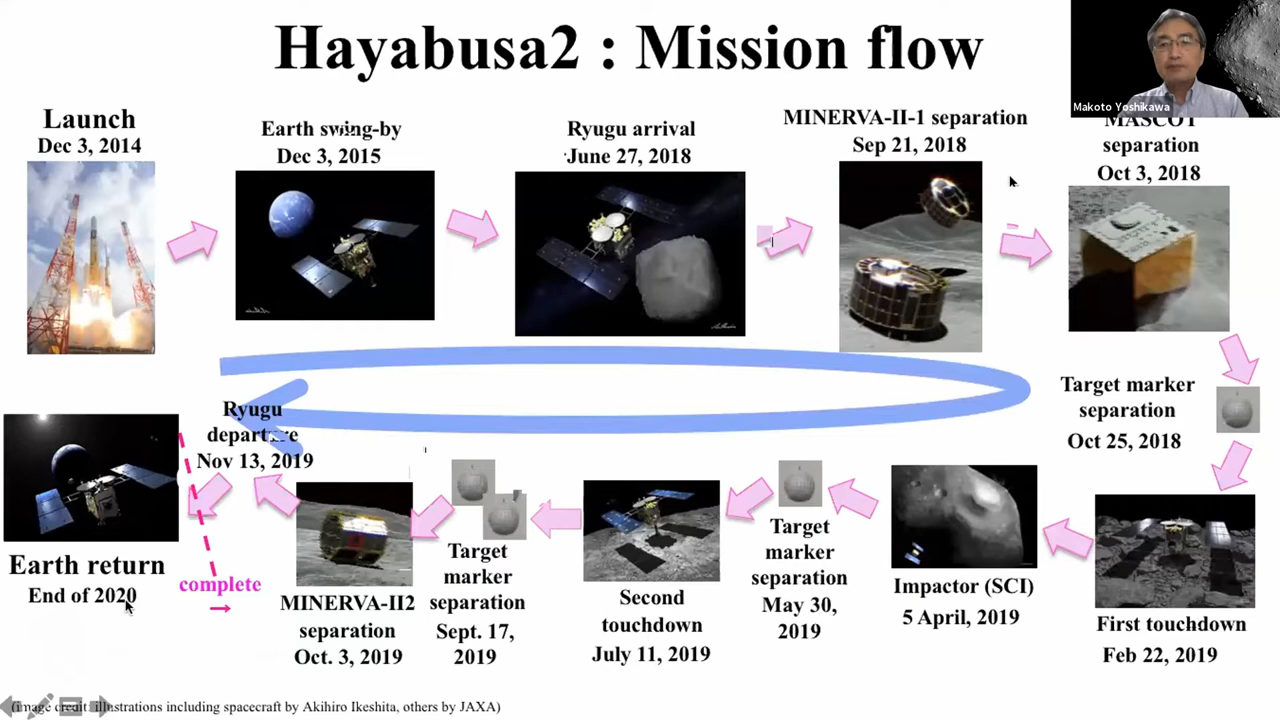 Hayabusa2 : Mission flow
Makoto Yoshikawa
Launch
Dec 3, 2014
Earth swing-by
Dec 3, 2015
Ryugu arrival
June 27, 2018
MINERVA-II-1 separation
Sep 21, 2018
MASCOT
separation
Oct 3, 2018
Target marker
separation
Oct 25, 2018
First touchdown
Feb 22, 2019
Impactor (SCI)
5 April, 2019
Target
marker
separation
May 30,
2019
Second
touchdown
July 11, 2019
Target
marker
separation
Sept. 17,
2019
MINERVA-II2
separation
Oct. 3, 2019
Ryugu
departure
Nov 13, 2019
complete
Earth return
End of 2020
(image credit: illustrations including spacecraft by Akihiro Ikeshita, others by JAXA)